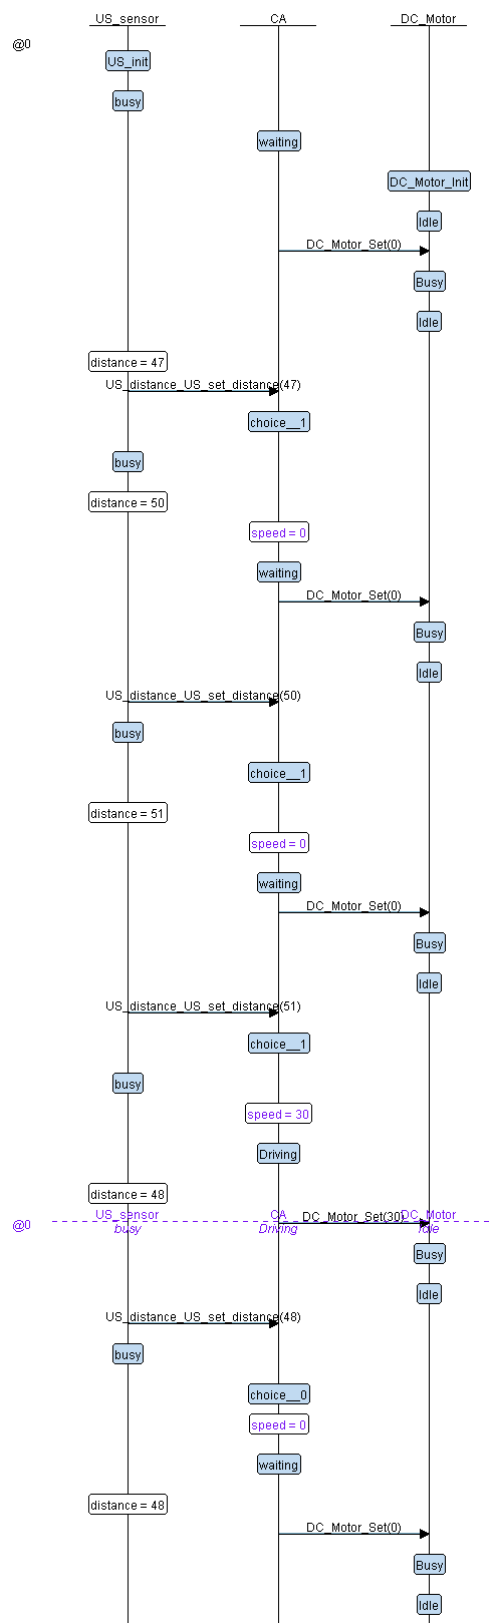 US_sensor CA DC_Motor
@0
US_init
busy
waiting
DC_Motor_Init
Idle
DC_Motor_Set(0)
Busy
Idle
distance = 47
US_distance_US_set_distance(47)
choice__1
busy
distance = 50
speed = 0
waiting
DC_Motor_Set(0)
Busy
Idle
US_distance_US_set_distance(50)
busy
choice__1
distance = 51
speed = 0
waiting
DC_Motor_Set(0)
Busy
Idle
US_distance_US_set_distance(51)
choice__1
busy
speed = 30
Driving
distance = 48
US_sensor CA DC_Motor_Set(30) DC_Motor
@0 busy Driving Idle
Busy
Idle
US_distance_US_set_distance(48)
busy
choice__0
speed = 0
waiting
distance = 48
DC_Motor_Set(0)
Busy
Idle